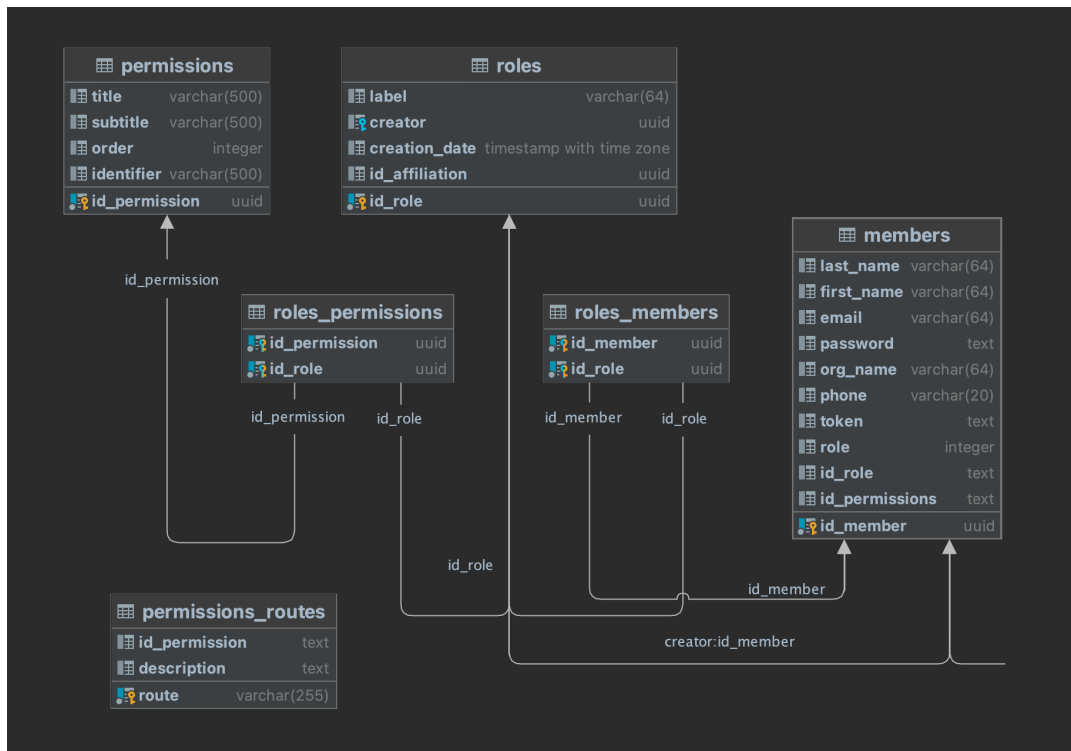 permissions
title varchar(500)
subtitle varchar(500)
order integer
identifier varchar(500)
id_permission uuid
roles
label varchar(64)
creator uuid
creation_date timestamp with time zone
id_affiliation uuid
id_role uuid
members
last_name varchar(64)
first_name varchar(64)
email varchar(64)
password text
org_name varchar(64)
phone varchar(20)
token text
role integer
id_role text
id_permissions text
id_member uuid
id_permission
roles_permissions
id_permission uuid
id_role uuid
roles_members
id_member uuid
id_role uuid
id_permission
id_role
id_member
id_role
id_role
id_member
creator:id_member
permissions_routes
id_permission text
description text
route varchar(255)